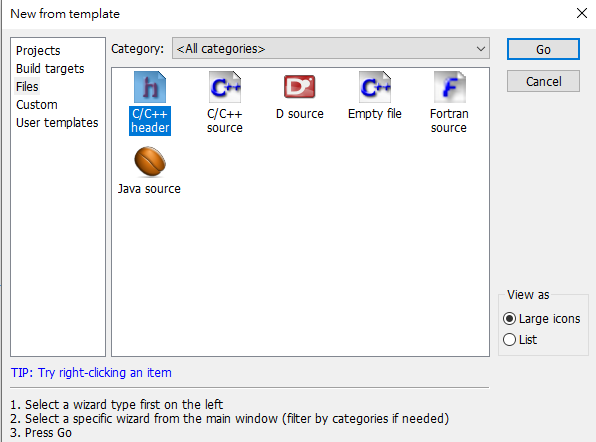 New from template
Projects
Build targets
Files
Custom
User templates
Category:
<All categories>
Go
Cancel
C/C++
header
C/C++
source
D source
Empty file
Fortran
source
Java source
View as
Large icons
List
TIP: Try right-clicking an item
1. Select a wizard type first on the left
2. Select a specific wizard from the main window (filter by categories if needed)
3. Press Go